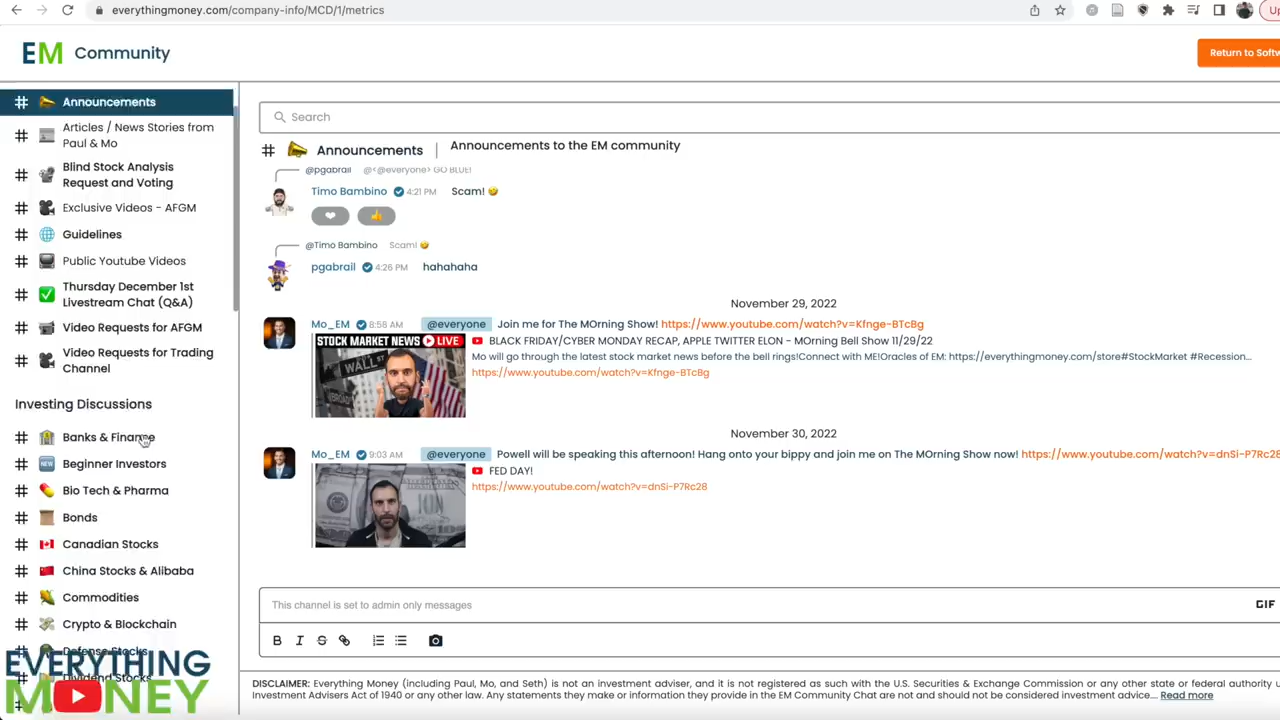 everythingmoney.com/company-info/MCD/1/metrics
EM Community
Return to Softw
# Announcements
# Articles / News Stories from
Paul & Mo
# Blind Stock Analysis
Request and Voting
# Exclusive Videos - AFGM
# Guidelines
# Public Youtube Videos
# Thursday December 1st
Livestream Chat (Q&A)
# Video Requests for AFGM
# Video Requests for Trading
Channel
Investing Discussions
# Banks & Finance
# Beginner Investors
# Bio Tech & Pharma
# Bonds
# Canadian Stocks
# China Stocks & Alibaba
# Commodities
# Crypto & Blockchain
# Defense Stocks
Dividend Stocks
EVERYTHING
MONEY
Search
# Announcements | Announcements to the EM community
@pgabrail @<@everyone> GO BLUE!
Timo Bambino 4:21 PM Scam! 🤣
@Timo Bambino Scam! 🤣
pgabrail 4:26 PM hahahaha
November 29, 2022
Mo_EM 8:58 AM @everyone Join me for The MOrning Show! https://www.youtube.com/watch?v=Kfnge-BTcBg
STOCK MARKET NEWS LIVE
WALL ST
BLACK FRIDAY/CYBER MONDAY RECAP, APPLE TWITTER ELON - MOrning Bell Show 11/29/22
Mo will go through the latest stock market news before the bell rings!Connect with ME!Oracles of EM: https://everythingmoney.com/store#StockMarket #Recession...
https://www.youtube.com/watch?v=Kfnge-BTcBg
November 30, 2022
Mo_EM 9:03 AM @everyone Powell will be speaking this afternoon! Hang onto your bippy and join me on The MOrning Show now! https://www.youtube.com/watch?v=dnSi-P7Rc28
FED DAY!
https://www.youtube.com/watch?v=dnSi-P7Rc28
This channel is set to admin only messages
GIF
B I S
DISCLAIMER: Everything Money (including Paul, Mo, and Seth) is not an investment adviser, and it is not registered as such with the U.S. Securities & Exchange Commission or any other state or federal authority u
Investment Advisers Act of 1940 or any other law. Any statements they make or information they provide in the EM Community Chat are not and should not be considered investment advice.... Read more